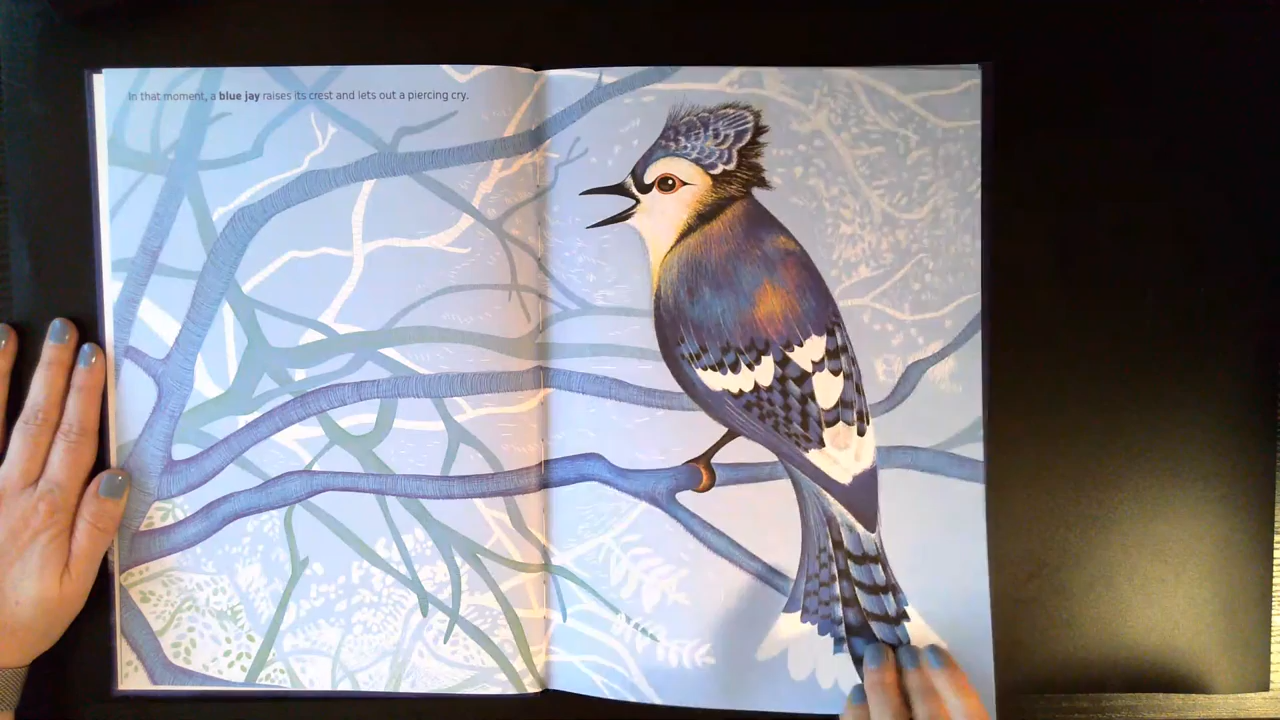 In that moment, a blue jay raises its crest and lets out a piercing cry.